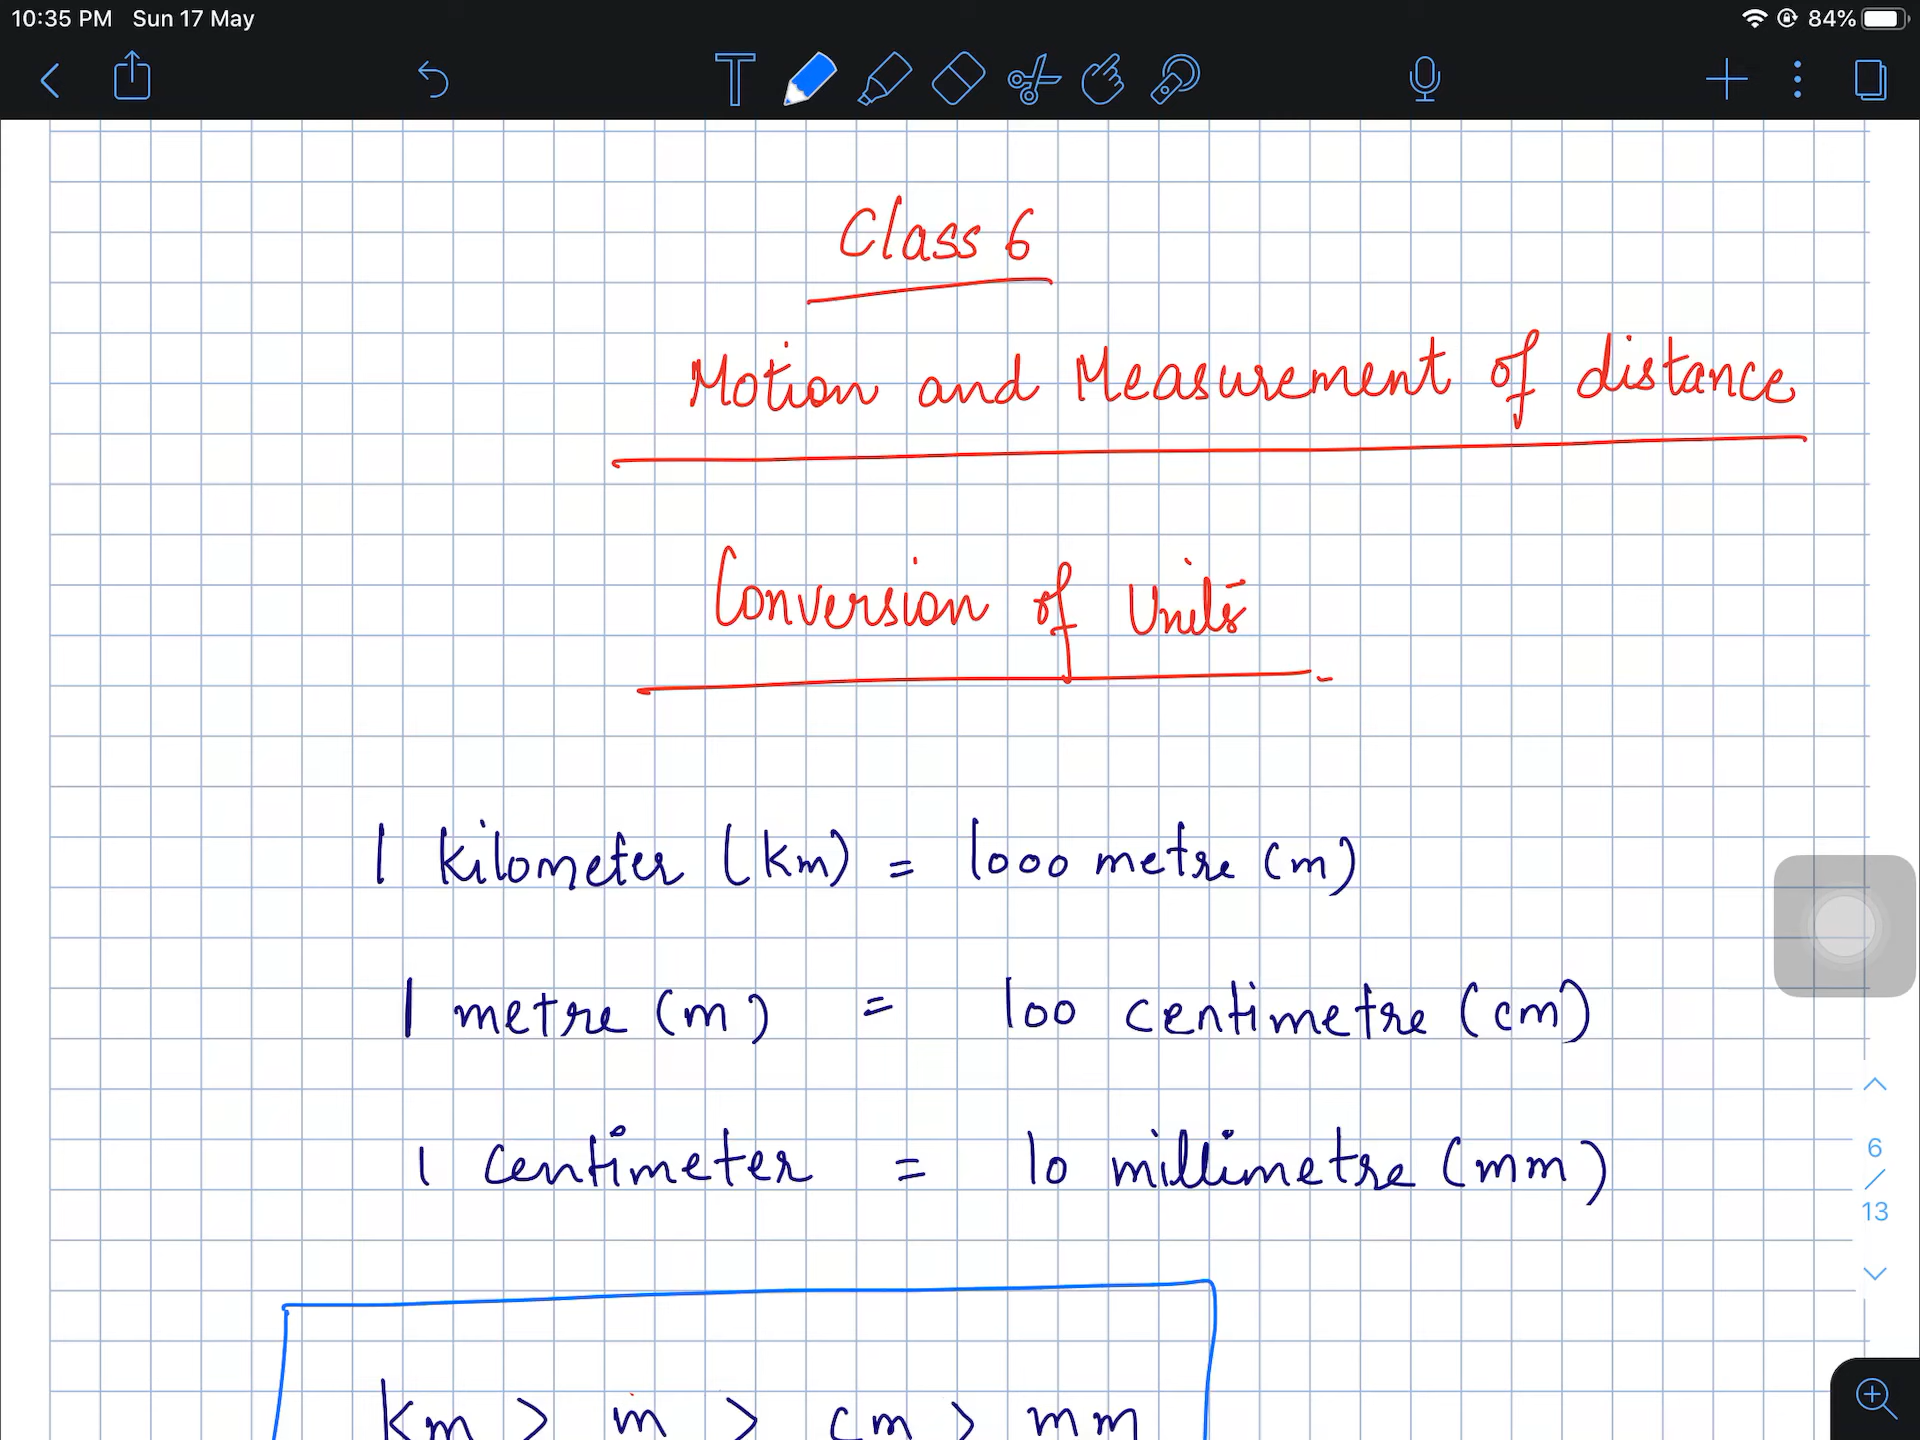 10:35 PM Sun 17 May 84%
Class 6
Motion and Measurement of distance
Conversion of Units
1 kilometer (km) = 1000 metre (m)
1 metre (m) = 100 centimetre (cm)
1 centimeter = 10 millimetre (mm)
km > m > cm > mm
6
/
13